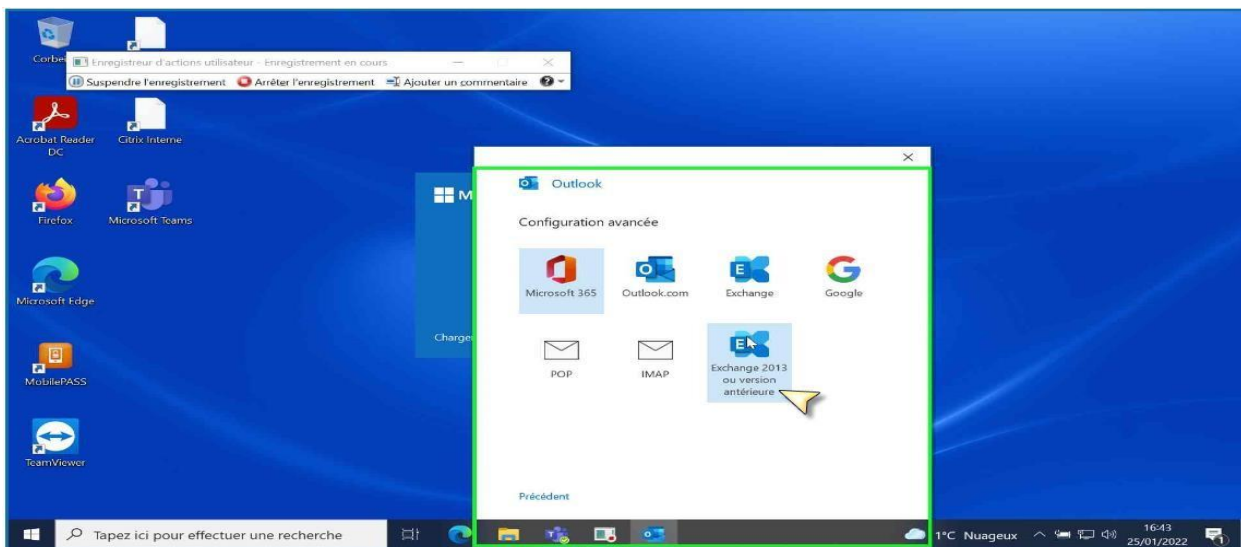 Corbei
Enregistreur d'actions utilisateur - Enregistrement en cours
Suspendre l'enregistrement Arrêter l'enregistrement Ajouter un commentaire
Acrobat Reader
DC
Citrix Interne
Firefox
Microsoft Teams
Microsoft Edge
MobilePASS
TeamViewer
M
Charge
Outlook
Configuration avancée
Microsoft 365
Outlook.com
Exchange
Google
POP
IMAP
Exchange 2013
ou version
antérieure
Précédent
Tapez ici pour effectuer une recherche
1°C Nuageux
16:43
25/01/2022